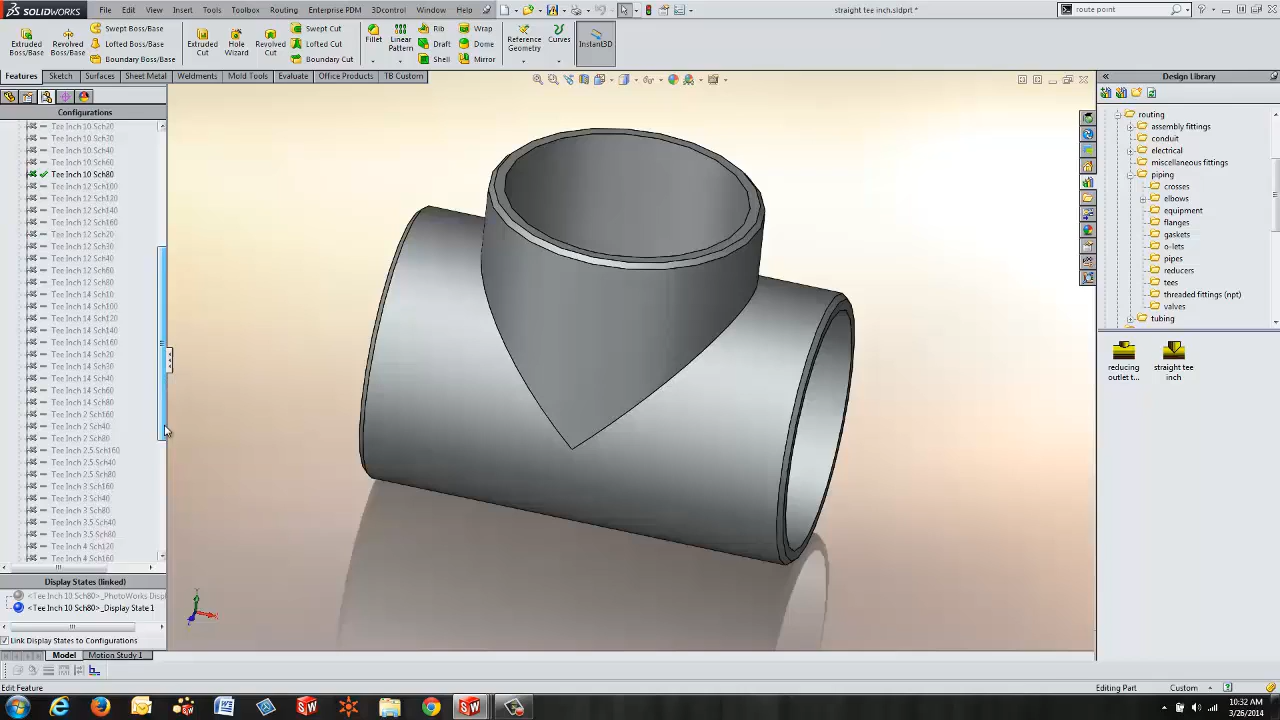 SOLIDWORKS
File Edit View Insert Tools Toolbox Routing Enterprise PDM 3Dcontrol Window Help
straight tee inch.sldprt *
route point
Extruded Boss/Base
Revolved Boss/Base
Swept Boss/Base
Lofted Boss/Base
Boundary Boss/Base
Extruded Cut
Hole Wizard
Revolved Cut
Swept Cut
Lofted Cut
Boundary Cut
Fillet
Linear Pattern
Rib
Draft
Shell
Wrap
Dome
Mirror
Reference Geometry
Curves
Instant3D
Features Sketch Surfaces Sheet Metal Weldments Mold Tools Evaluate Office Products TB Custom
Configurations
Tee Inch 10 Sch20
Tee Inch 10 Sch30
Tee Inch 10 Sch40
Tee Inch 10 Sch60
Tee Inch 10 Sch80
Tee Inch 12 Sch100
Tee Inch 12 Sch120
Tee Inch 12 Sch140
Tee Inch 12 Sch160
Tee Inch 12 Sch20
Tee Inch 12 Sch30
Tee Inch 12 Sch40
Tee Inch 12 Sch60
Tee Inch 12 Sch80
Tee Inch 14 Sch10
Tee Inch 14 Sch100
Tee Inch 14 Sch120
Tee Inch 14 Sch140
Tee Inch 14 Sch160
Tee Inch 14 Sch20
Tee Inch 14 Sch30
Tee Inch 14 Sch40
Tee Inch 14 Sch60
Tee Inch 14 Sch80
Tee Inch 2 Sch160
Tee Inch 2 Sch40
Tee Inch 2 Sch80
Tee Inch 2.5 Sch160
Tee Inch 2.5 Sch40
Tee Inch 2.5 Sch80
Tee Inch 3 Sch160
Tee Inch 3 Sch40
Tee Inch 3 Sch80
Tee Inch 3.5 Sch40
Tee Inch 3.5 Sch80
Tee Inch 4 Sch120
Tee Inch 4 Sch160
Display States (linked)
<Tee Inch 10 Sch80>_PhotoWorks Displ
<Tee Inch 10 Sch80>_Display State 1
Link Display States to Configurations
Model Motion Study 1
Edit Feature
Design Library
routing
assembly fittings
conduit
electrical
miscellaneous fittings
piping
crosses
elbows
equipment
flanges
gaskets
o-lets
pipes
reducers
tees
threaded fittings (npt)
valves
tubing
reducing outlet t...
straight tee inch
Editing Part
Custom
10:32 AM
3/26/2014